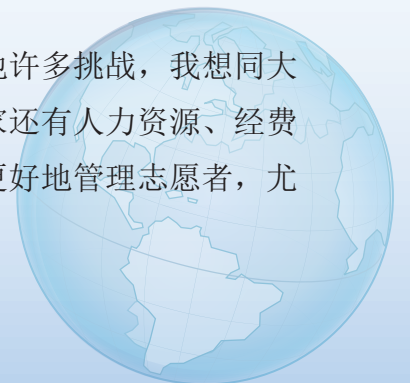 他许多挑战，我想同大
家还有人力资源、经费
更好地管理志愿者，尤